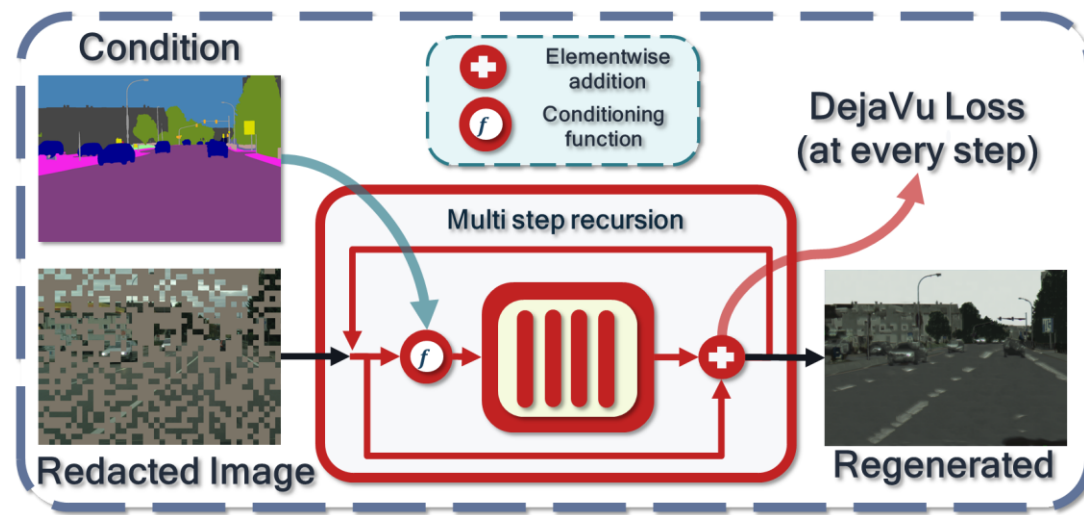 Condition
Elementwise
addition
f
Conditioning
function
DejaVu Loss
(at every step)
Multi step recursion
f
Redacted Image
Regenerated